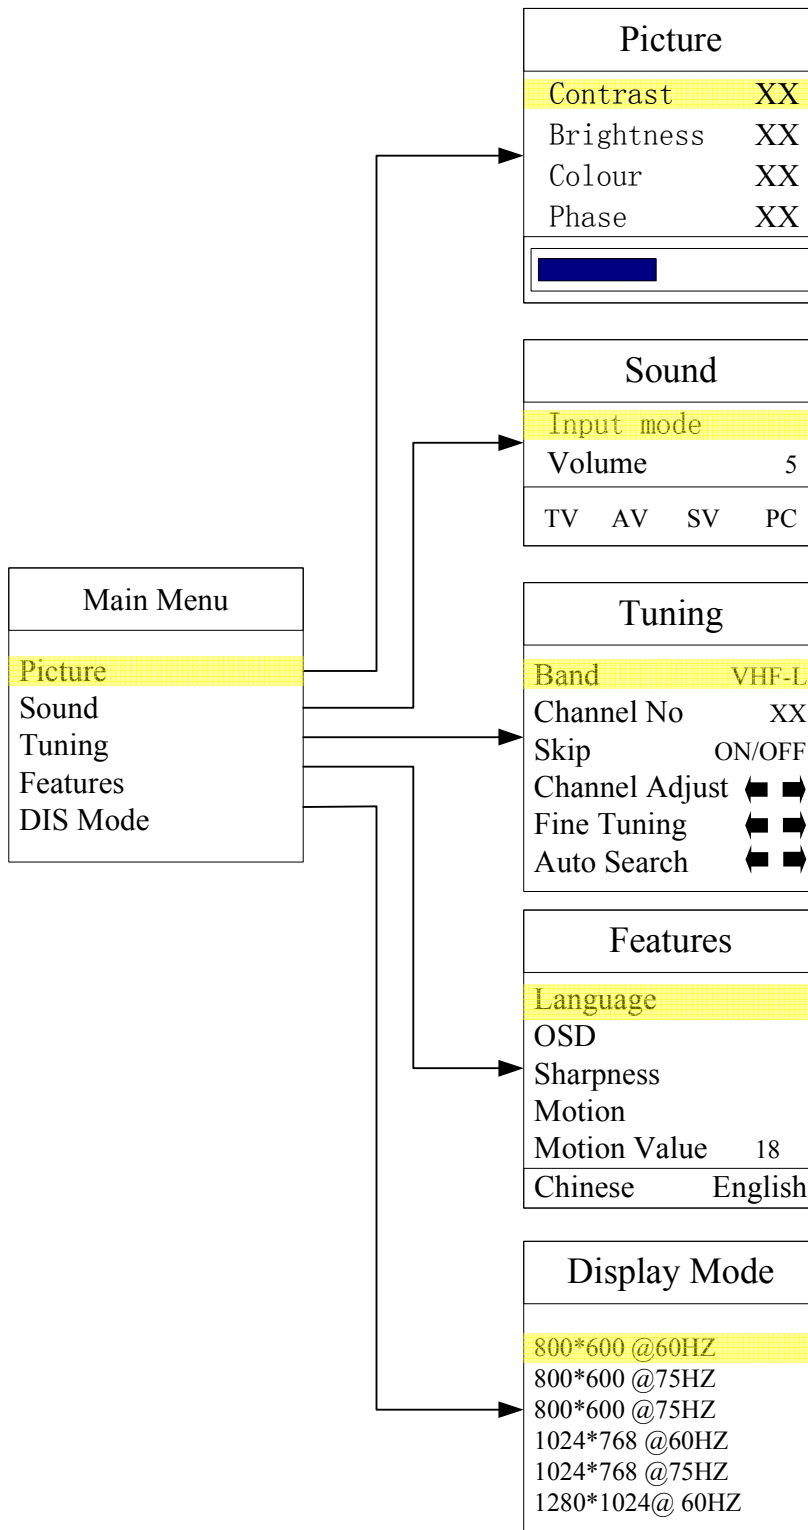 Picture
Contrast XX
Brightness XX
Colour XX
Phase XX
Sound
Input mode
Volume 5
TV AV SV PC
Main Menu
Picture
Sound
Tuning
Features
DIS Mode
Tuning
Band VHF-L
Channel No XX
Skip ON/OFF
Channel Adjust
Fine Tuning
Auto Search
Features
Language
OSD
Sharpness
Motion
Motion Value 18
Chinese English
Display Mode
800*600 @60HZ
800*600 @75HZ
800*600 @75HZ
1024*768 @60HZ
1024*768 @75HZ
1280*1024@ 60HZ